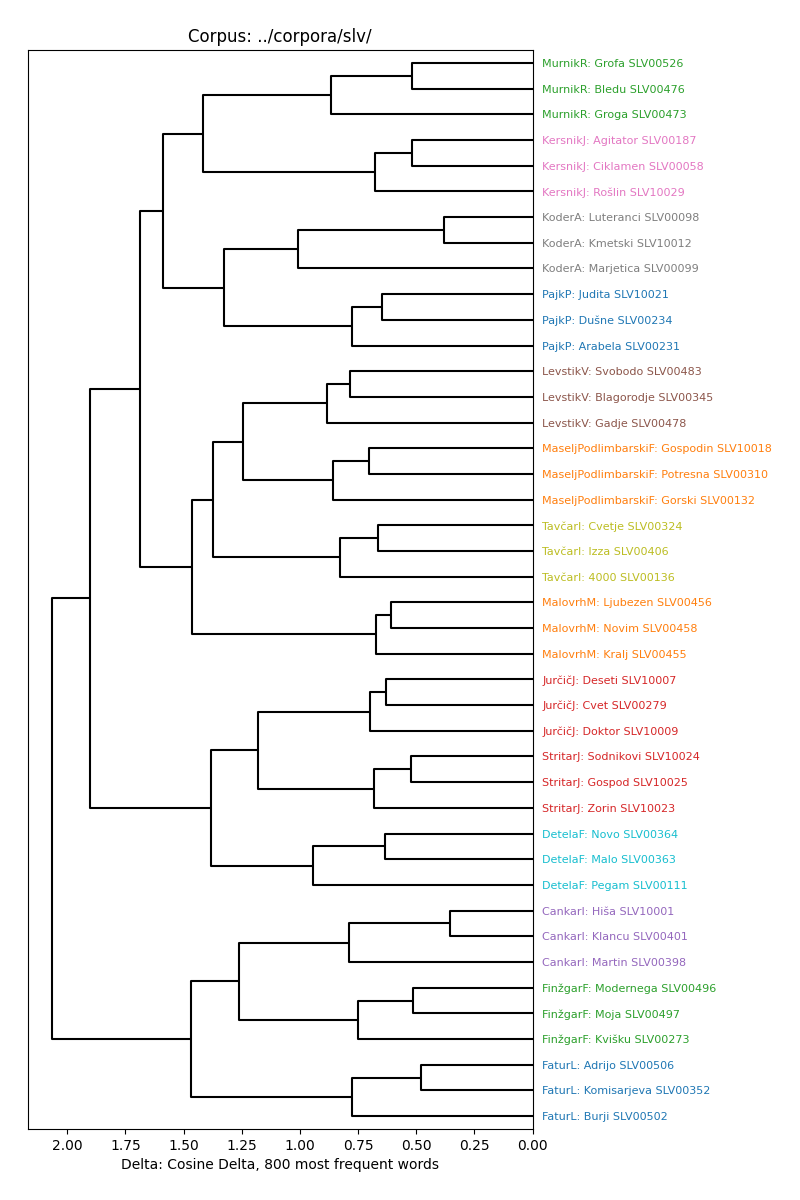 Corpus: ../corpora/slv/
MurnikR: Grofa SLV00526
MurnikR: Bledu SLV00476
MurnikR: Groga SLV00473
KersnikJ: Agitator SLV00187
KersnikJ: Ciklamen SLV00058
KersnikJ: Rošlin SLV10029
KoderA: Luteranci SLV00098
KoderA: Kmetski SLV10012
KoderA: Marjetica SLV00099
PajkP: Judita SLV10021
PajkP: Dušne SLV00234
PajkP: Arabela SLV00231
LevstikV: Svobodo SLV00483
LevstikV: Blagorodje SLV00345
LevstikV: Gadje SLV00478
MaseljPodlimbarskiF: Gospodin SLV10018
MaseljPodlimbarskiF: Potresna SLV00310
MaseljPodlimbarskiF: Gorski SLV00132
TavčarI: Cvetje SLV00324
TavčarI: Izza SLV00406
TavčarI: 4000 SLV00136
MalovrhM: Ljubezen SLV00456
MalovrhM: Novim SLV00458
MalovrhM: Kralj SLV00455
JurčičJ: Deseti SLV10007
JurčičJ: Cvet SLV00279
JurčičJ: Doktor SLV10009
StritarJ: Sodnikovi SLV10024
StritarJ: Gospod SLV10025
StritarJ: Zorin SLV10023
DetelaF: Novo SLV00364
DetelaF: Malo SLV00363
DetelaF: Pegam SLV00111
CankarI: Hiša SLV10001
CankarI: Klancu SLV00401
CankarI: Martin SLV00398
FinžgarF: Modernega SLV00496
FinžgarF: Moja SLV00497
FinžgarF: Kvišku SLV00273
FaturL: Adrijo SLV00506
FaturL: Komisarjeva SLV00352
FaturL: Burji SLV00502
2.00 1.75 1.50 1.25 1.00 0.75 0.50 0.25 0.00
Delta: Cosine Delta, 800 most frequent words